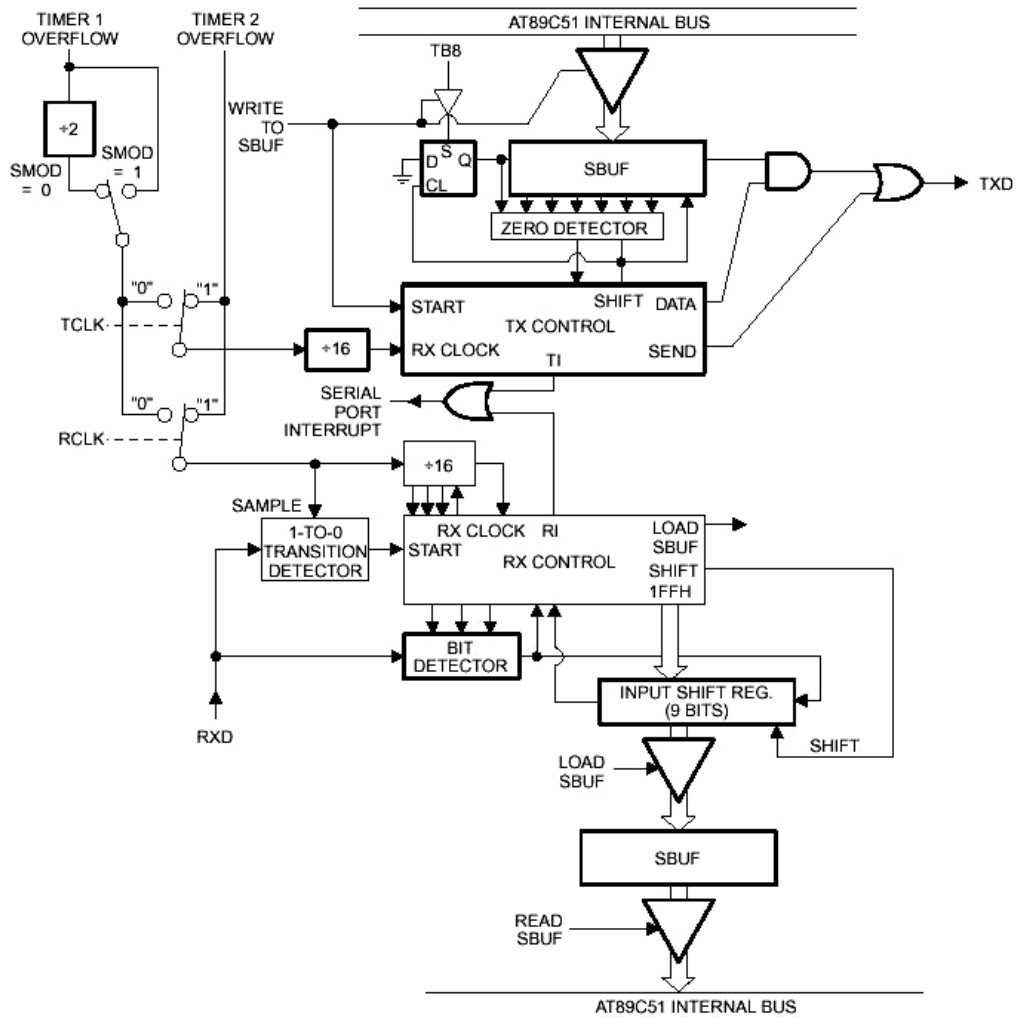 TIMER 1
OVERFLOW
TIMER 2
OVERFLOW
AT89C51 INTERNAL BUS
TB8
WRITE
TO
SBUF
÷2
SMOD
= 0
SMOD
= 1
S
D
Q
CL
SBUF
TXD
ZERO DETECTOR
"0"
"1"
TCLK
÷16
START
SHIFT
DATA
TX CONTROL
RX CLOCK
TI
SEND
SERIAL
PORT
INTERRUPT
"0"
"1"
RCLK
÷16
SAMPLE
1-TO-0
TRANSITION
DETECTOR
RX CLOCK
RI
START
RX CONTROL
LOAD
SBUF
SHIFT
1FFH
BIT
DETECTOR
RXD
INPUT SHIFT REG.
(9 BITS)
SHIFT
LOAD
SBUF
SBUF
READ
SBUF
AT89C51 INTERNAL BUS